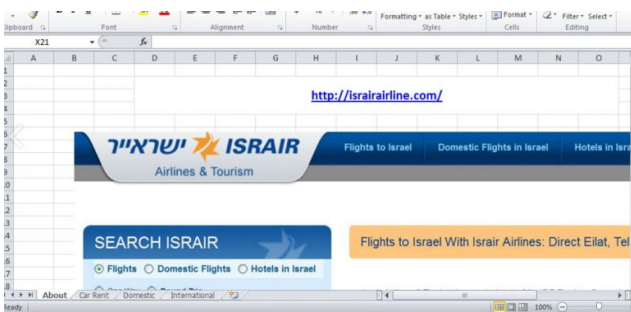 Formatting as Table Styles Format Filter Select
lipboard Font Alignment Number Styles Cells Editing
X21 fx
A B C D E F G H I J K L M N O
http://israirairline.com/
ישראייר ISRAIR
Airlines & Tourism
Flights to Israel Domestic Flights in Israel Hotels in Isra
SEARCH ISRAIR
Flights to Israel With Israir Airlines: Direct Eilat, Tel
Flights Domestic Flights Hotels in Israel
About Car Rent Domestic International
Ready 100%